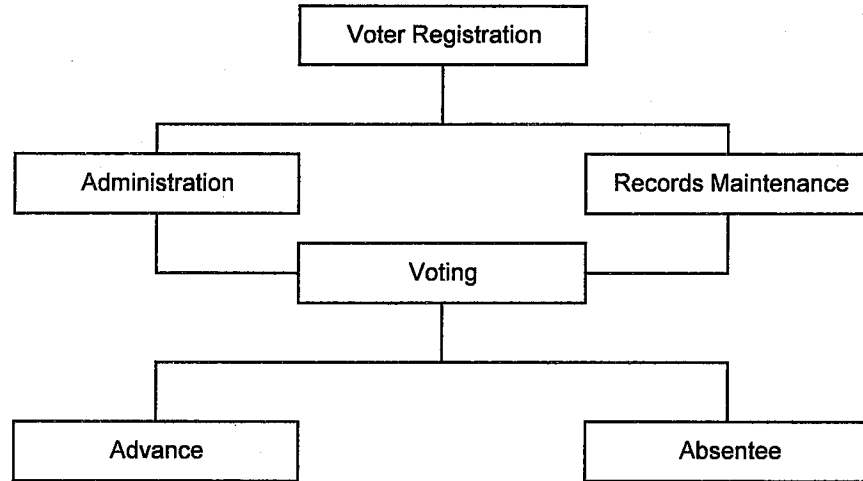 Voter Registration
Administration
Records Maintenance
Voting
Advance
Absentee